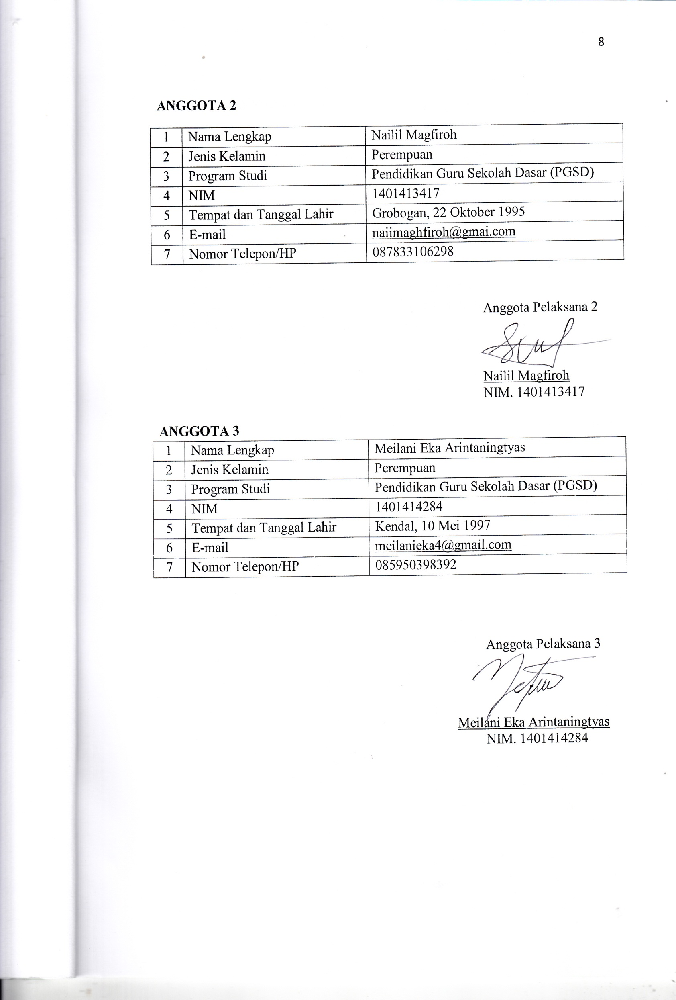 8
ANGGOTA 2
1 Nama Lengkap Nailil Magfiroh
2 Jenis Kelamin Perempuan
3 Program Studi Pendidikan Guru Sekolah Dasar (PGSD)
4 NIM 1401413417
5 Tempat dan Tanggal Lahir Grobogan, 22 Oktober 1995
6 E-mail naiimaghfiroh@gmai.com
7 Nomor Telepon/HP 087833106298
Anggota Pelaksana 2
Nailil Magfiroh
NIM. 1401413417
ANGGOTA 3
1 Nama Lengkap Meilani Eka Arintaningtyas
2 Jenis Kelamin Perempuan
3 Program Studi Pendidikan Guru Sekolah Dasar (PGSD)
4 NIM 1401414284
5 Tempat dan Tanggal Lahir Kendal, 10 Mei 1997
6 E-mail meilanieka4@gmail.com
7 Nomor Telepon/HP 085950398392
Anggota Pelaksana 3
Meilani Eka Arintaningtyas
NIM. 1401414284